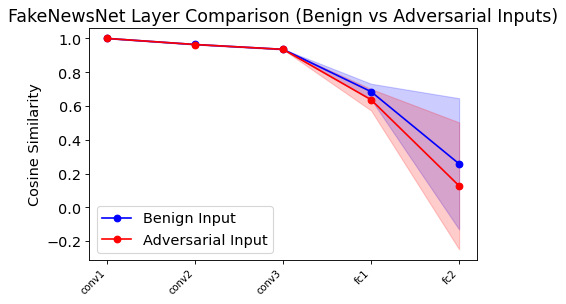 FakeNewsNet Layer Comparison (Benign vs Adversarial Inputs)
1.0
0.8
0.6
0.4
0.2
0.0
−0.2
Cosine Similarity
Benign Input
Adversarial Input
conv1
conv2
conv3
fc1
fc2